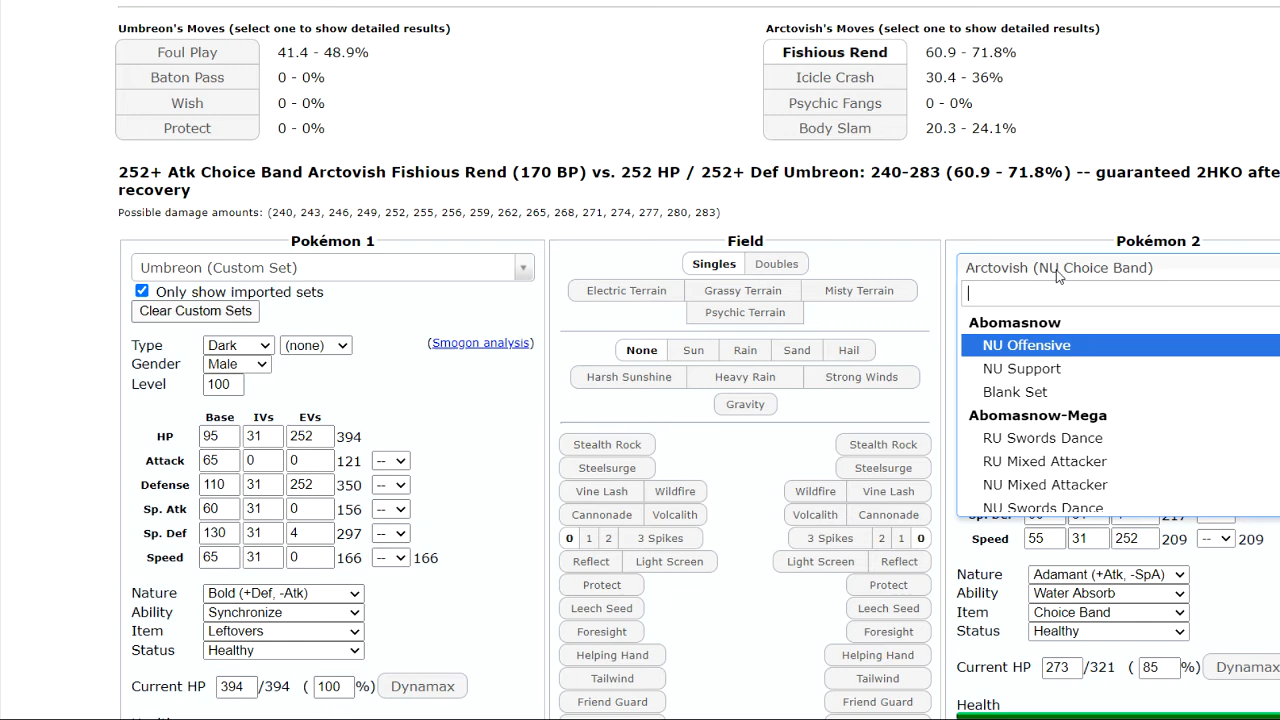 Umbreon's Moves (select one to show detailed results)
Foul Play 41.4 - 48.9%
Baton Pass 0 - 0%
Wish 0 - 0%
Protect 0 - 0%
Arctovish's Moves (select one to show detailed results)
Fishious Rend 60.9 - 71.8%
Icicle Crash 30.4 - 36%
Psychic Fangs 0 - 0%
Body Slam 20.3 - 24.1%
252+ Atk Choice Band Arctovish Fishious Rend (170 BP) vs. 252 HP / 252+ Def Umbreon: 240-283 (60.9 - 71.8%) -- guaranteed 2HKO afte
recovery
Possible damage amounts: (240, 243, 246, 249, 252, 255, 256, 259, 262, 265, 268, 271, 274, 277, 280, 283)
Pokémon 1
Umbreon (Custom Set)
Only show imported sets
Clear Custom Sets
Type Dark (none) (Smogon analysis)
Gender Male
Level 100
Base IVs EVs
HP 95 31 252 394
Attack 65 0 0 121 --
Defense 110 31 252 350 --
Sp. Atk 60 31 0 156 --
Sp. Def 130 31 4 297 --
Speed 65 31 0 166 -- 166
Nature Bold (+Def, -Atk)
Ability Synchronize
Item Leftovers
Status Healthy
Current HP 394 /394 ( 100 %) Dynamax
Field
Singles Doubles
Electric Terrain Grassy Terrain Misty Terrain
Psychic Terrain
None Sun Rain Sand Hail
Harsh Sunshine Heavy Rain Strong Winds
Gravity
Stealth Rock Stealth Rock
Steelsurge Steelsurge
Vine Lash Wildfire Wildfire Vine Lash
Cannonade Volcalith Volcalith Cannonade
0 1 2 3 Spikes 3 Spikes 2 1 0
Reflect Light Screen Light Screen Reflect
Protect Protect
Leech Seed Leech Seed
Foresight Foresight
Helping Hand Helping Hand
Tailwind Tailwind
Friend Guard Friend Guard
Pokémon 2
Arctovish (NU Choice Band)
Abomasnow
NU Offensive
NU Support
Blank Set
Abomasnow-Mega
RU Swords Dance
RU Mixed Attacker
NU Mixed Attacker
NU Swords Dance
Speed 55 31 252 209 -- 209
Nature Adamant (+Atk, -SpA)
Ability Water Absorb
Item Choice Band
Status Healthy
Current HP 273 /321 ( 85 %) Dynamax
Health